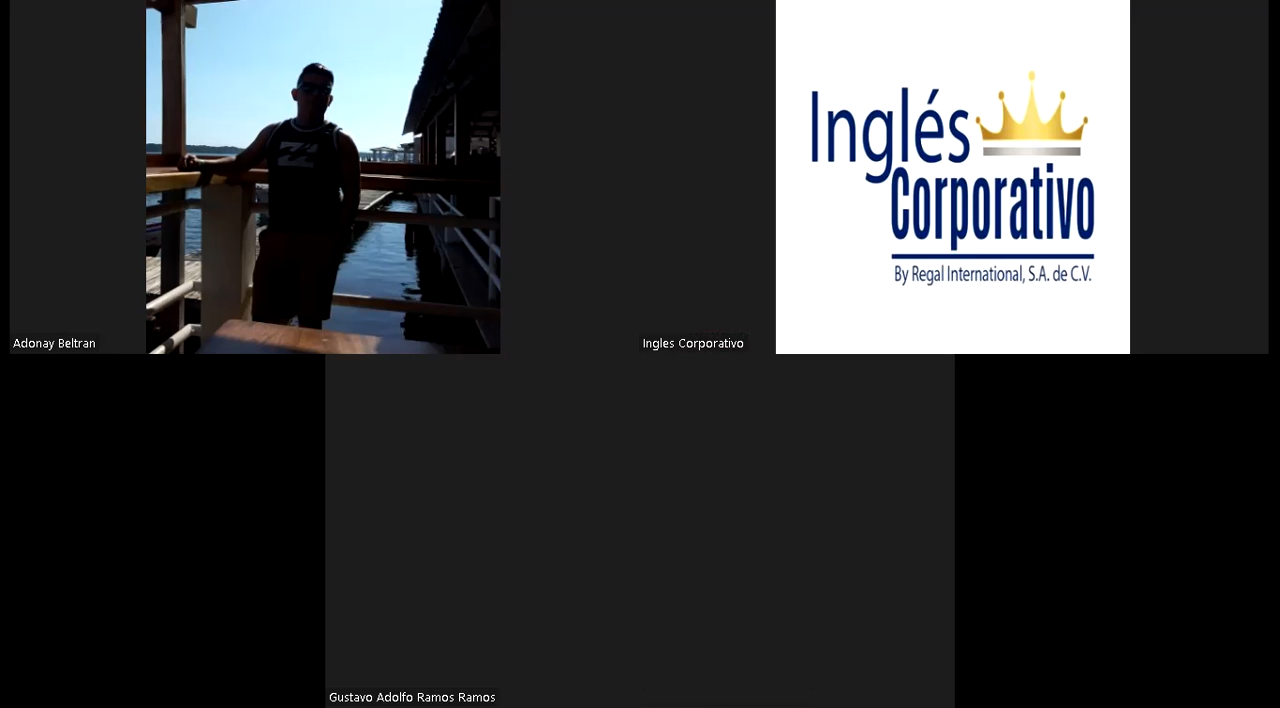 Inglés
Corporativo
By Regal International, S.A. de C.V.
Adonay Beltran
Ingles Corporativo
Gustavo Adolfo Ramos Ramos